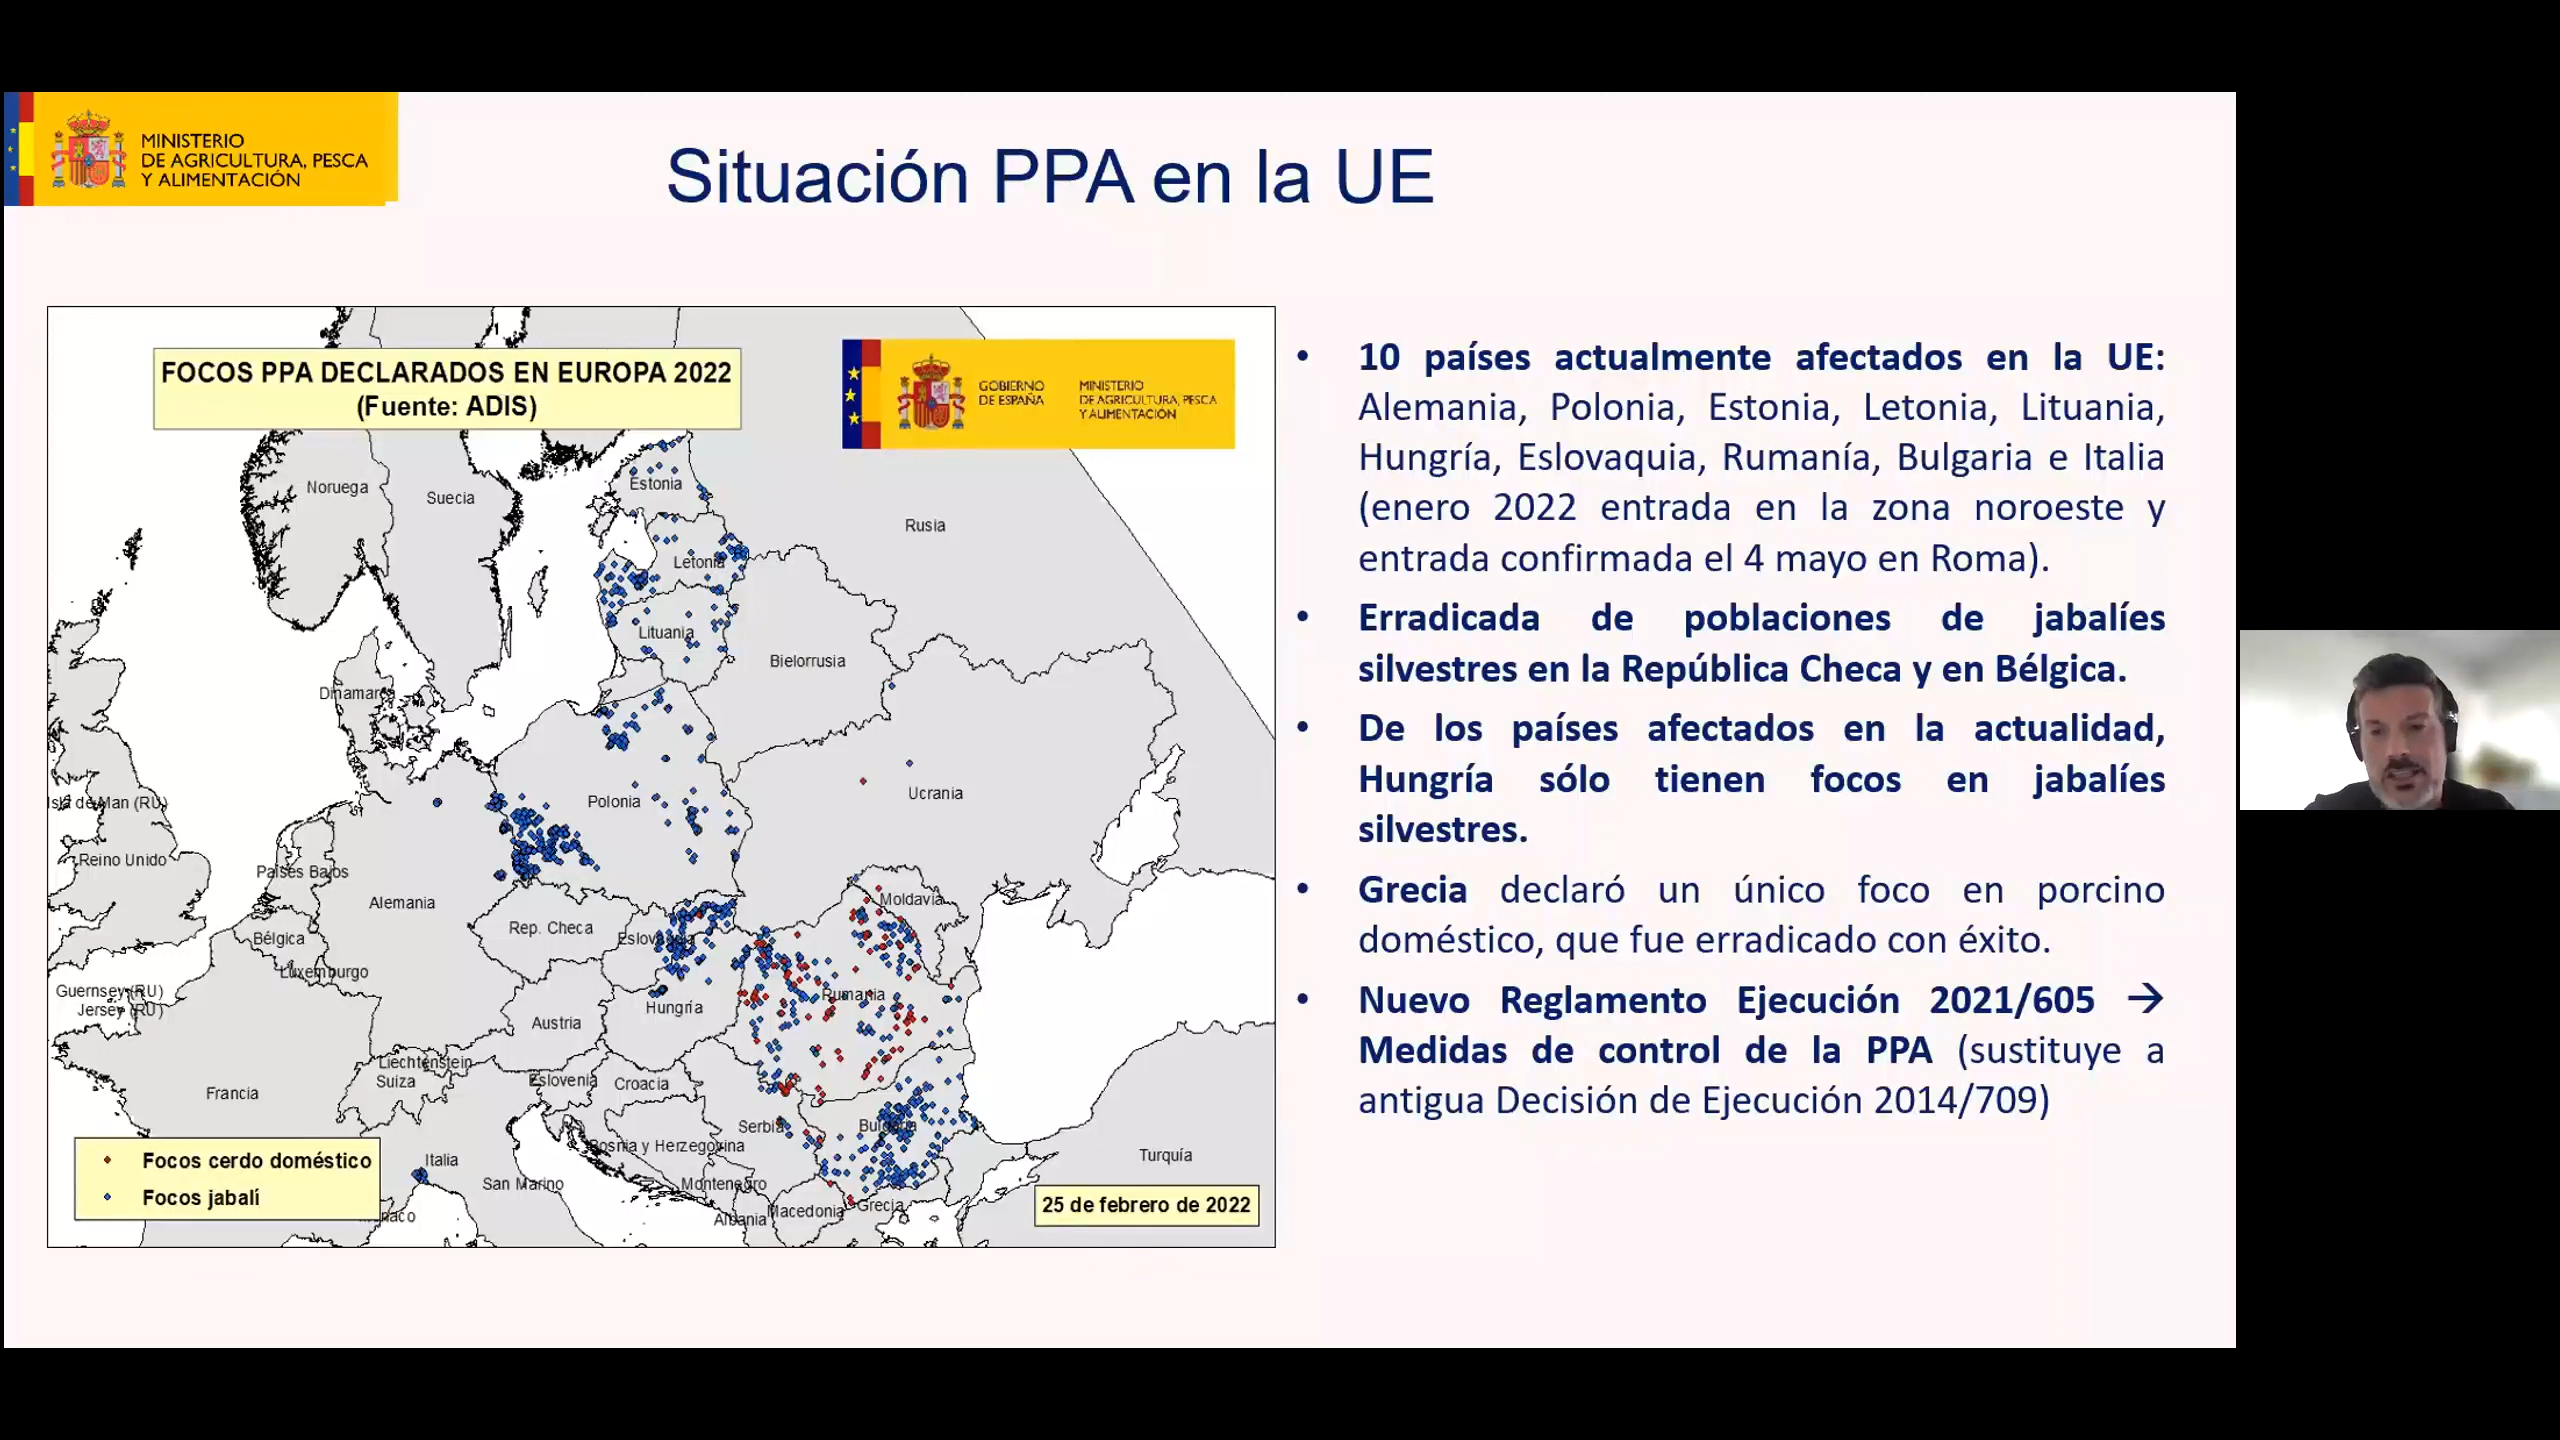 MINISTERIO
DE AGRICULTURA, PESCA
Y ALIMENTACIÓN
Situación PPA en la UE
FOCOS PPA DECLARADOS EN EUROPA 2022
(Fuente: ADIS)
GOBIERNO
DE ESPAÑA
MINISTERIO
DE AGRICULTURA, PESCA
Y ALIMENTACIÓN
Noruega
Suecia
Estonia
Rusia
Letonia
Lituania
Bielorrusia
Dinamarca
Isla de Man (RU)
Polonia
Ucrania
Reino Unido
Países Bajos
Alemania
Moldavia
Rep. Checa
Eslovaquia
Bélgica
Luxemburgo
Guernsey (RU)
Jersey (RU)
Rumania
Hungría
Austria
Liechtenstein
Suiza
Eslovenia
Croacia
Francia
Serbia
Bulgaria
Bosnia y Herzegovina
Turquía
Italia
San Marino
Montenegro
Albania
Macedonia
Grecia
naco
Focos cerdo doméstico
Focos jabalí
25 de febrero de 2022
• 10 países actualmente afectados en la UE:
Alemania, Polonia, Estonia, Letonia, Lituania,
Hungría, Eslovaquia, Rumanía, Bulgaria e Italia
(enero 2022 entrada en la zona noroeste y
entrada confirmada el 4 mayo en Roma).
• Erradicada de poblaciones de jabalíes
silvestres en la República Checa y en Bélgica.
• De los países afectados en la actualidad,
Hungría sólo tienen focos en jabalíes
silvestres.
• Grecia declaró un único foco en porcino
doméstico, que fue erradicado con éxito.
• Nuevo Reglamento Ejecución 2021/605 →
Medidas de control de la PPA (sustituye a
antigua Decisión de Ejecución 2014/709)